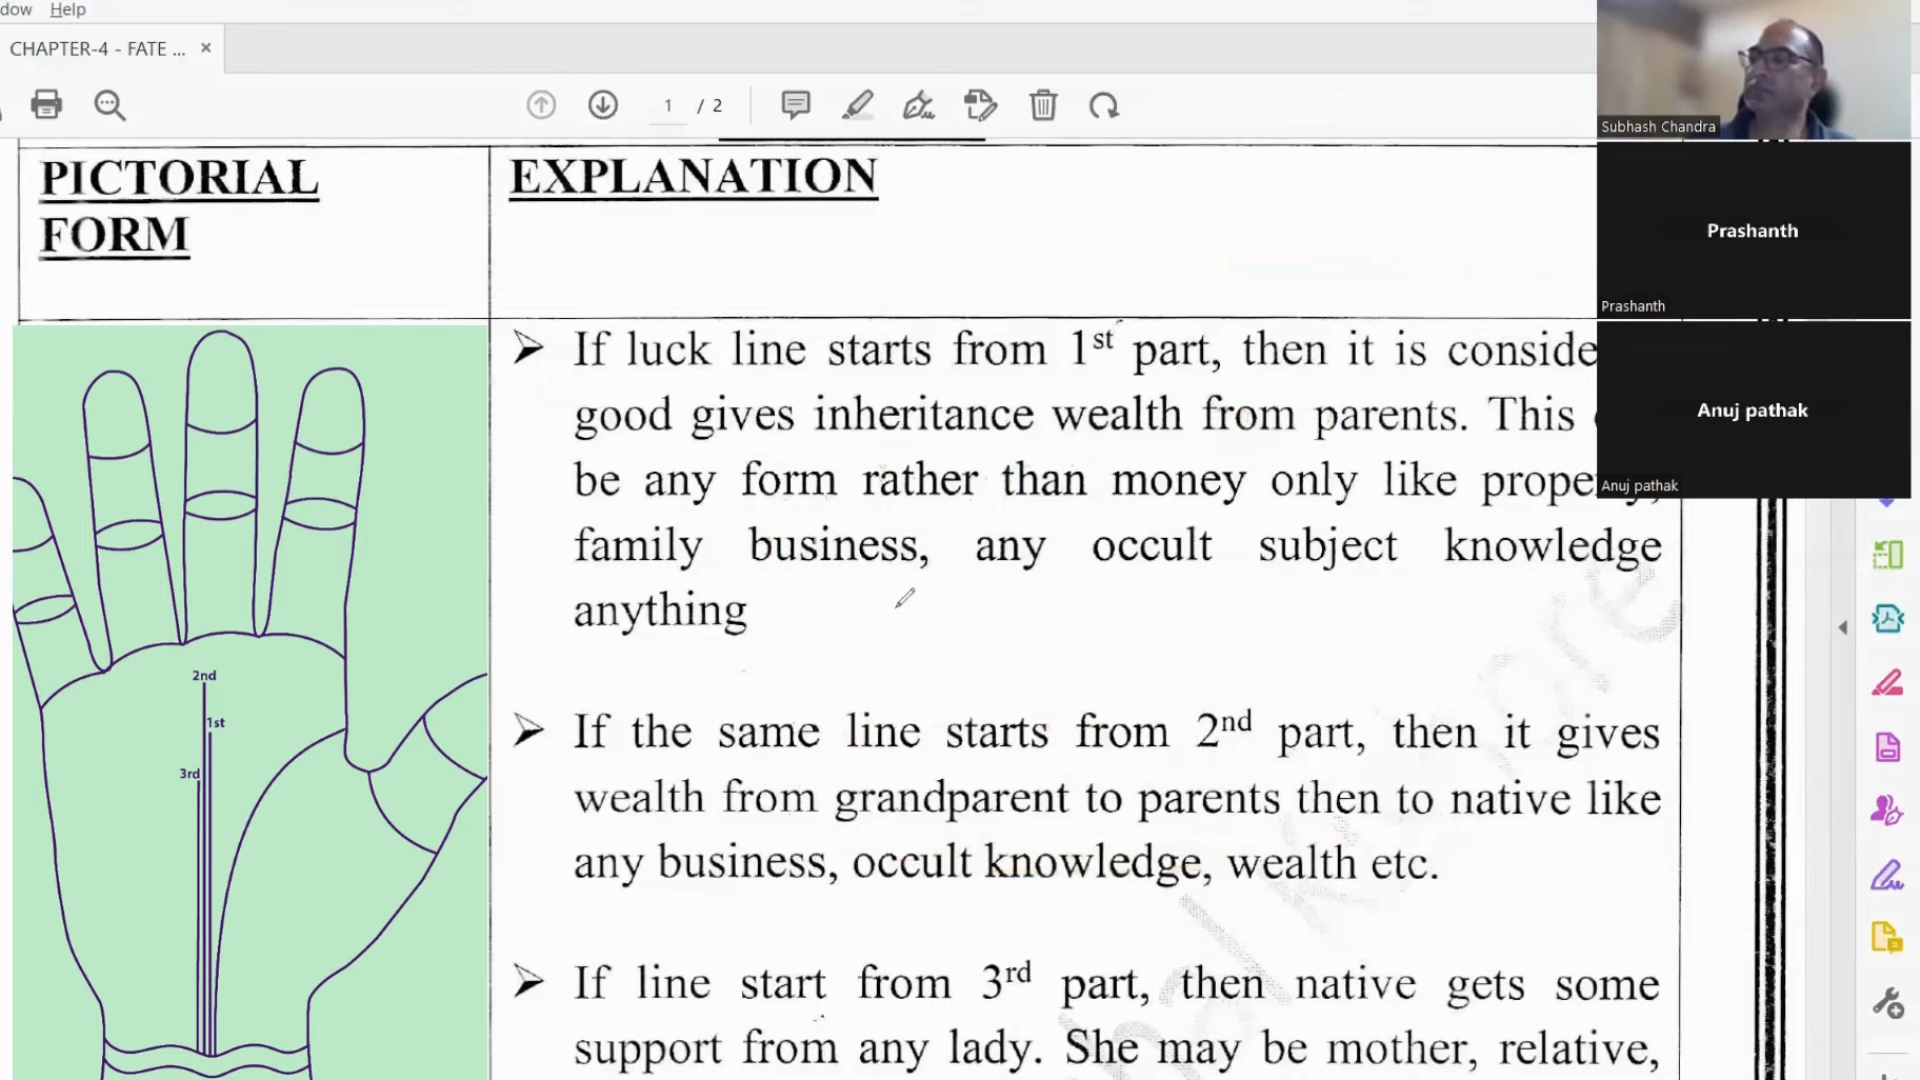 dow Help
CHAPTER-4 - FATE ...
1 / 2
Subhash Chandra
Prashanth
Prashanth
Anuj pathak
Anuj pathak
PICTORIAL
FORM
EXPLANATION
➢ If luck line starts from 1st part, then it is conside
good gives inheritance wealth from parents. This
be any form rather than money only like prope
family business, any occult subject knowledge
anything
➢ If the same line starts from 2nd part, then it gives
wealth from grandparent to parents then to native like
any business, occult knowledge, wealth etc.
➢ If line start from 3rd part, then native gets some
support from any lady. She may be mother, relative,
2nd
1st
3rd